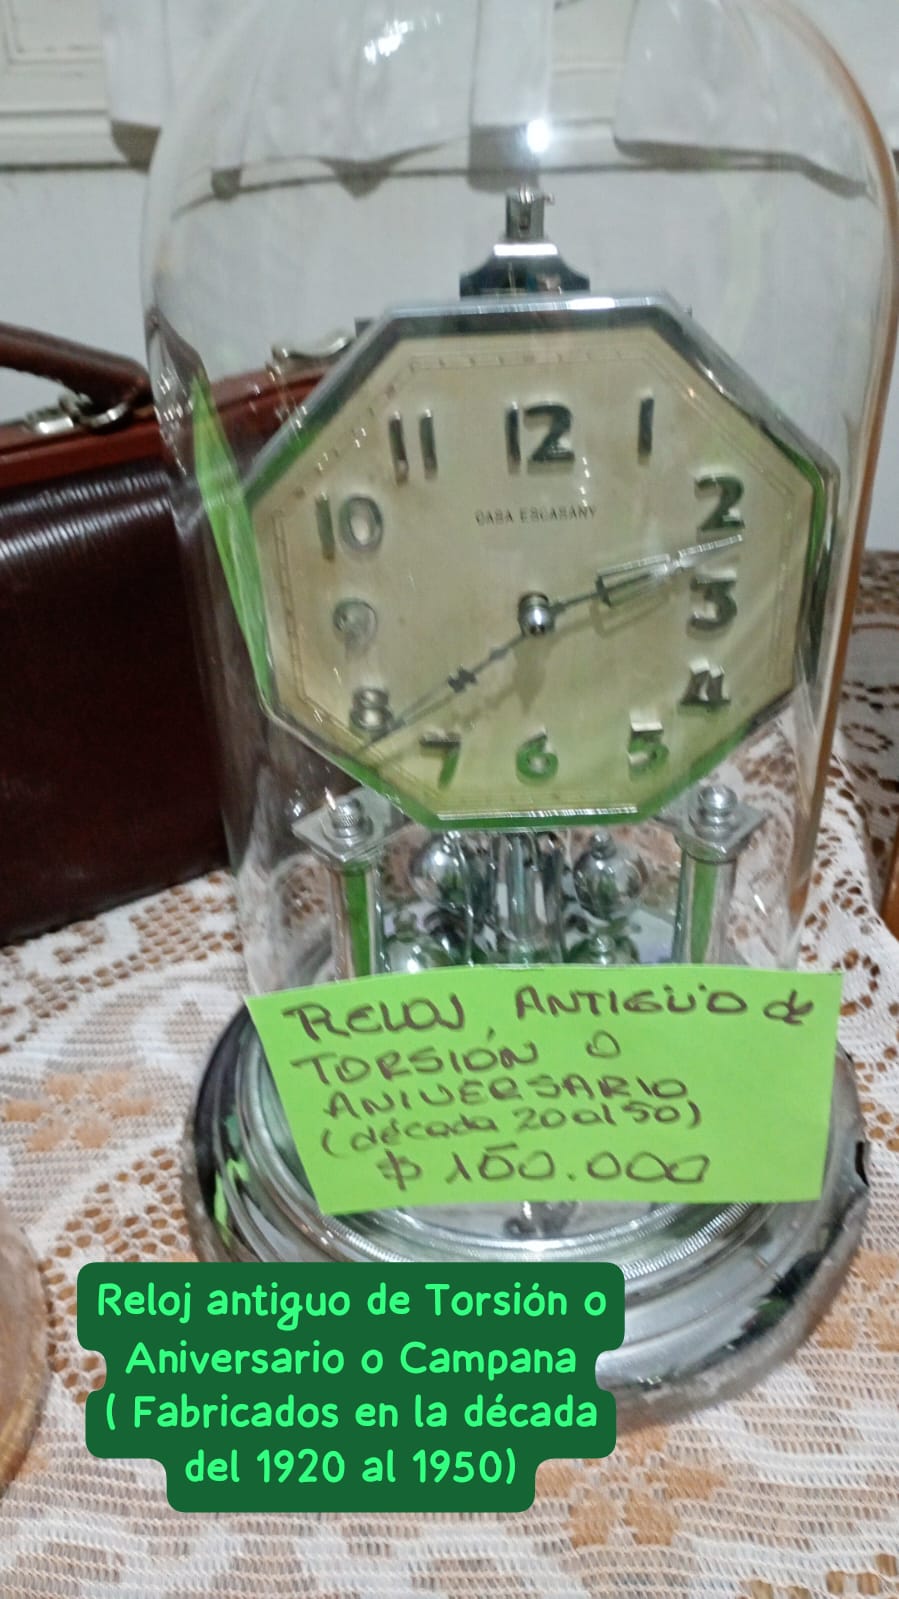 11 12 1
10 2
CASA ESCASANY
9 3
8 4
7 6 5
RELOJ ANTIGÜO de
TORSIÓN O
ANIVERSARIO
(década 20 al 50)
$ 150.000
Reloj antiguo de Torsión o
Aniversario o Campana
( Fabricados en la década
del 1920 al 1950)